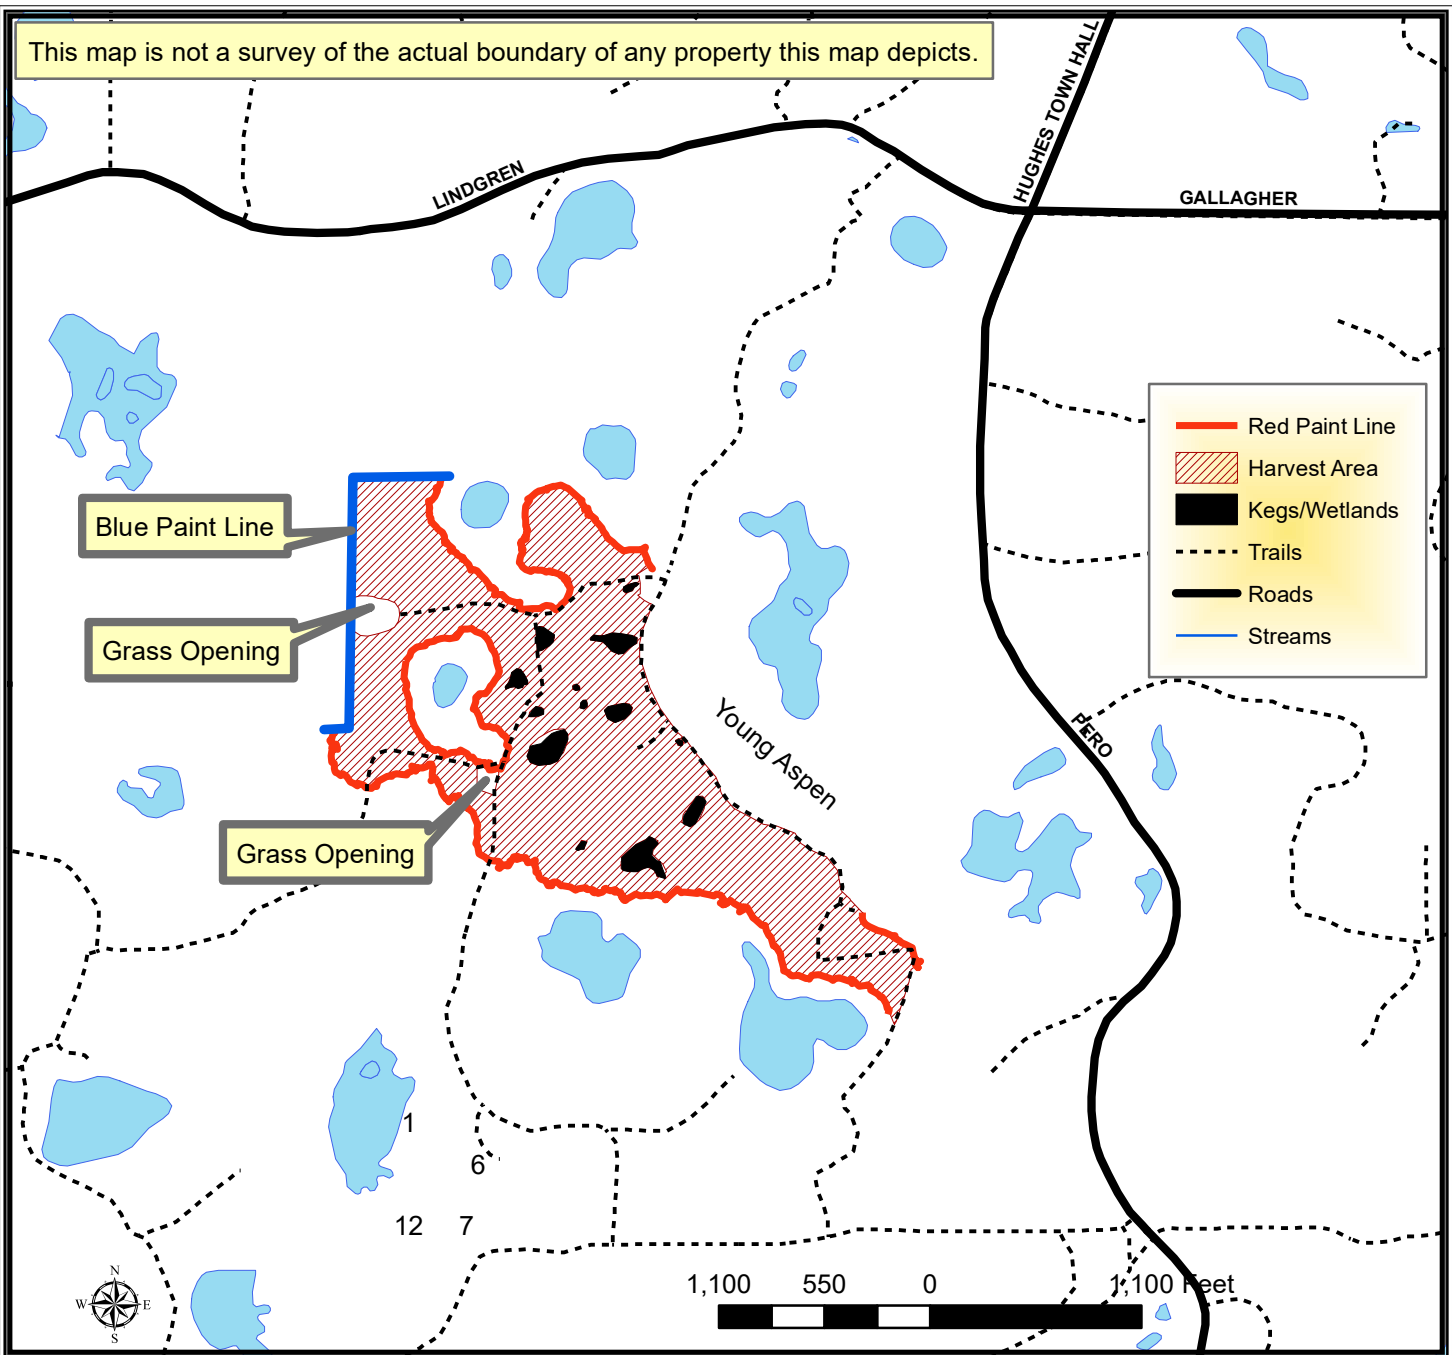 This map is not a survey of the actual boundary of any property this map depicts.
HUGHES TOWN HALL
LINDGREN
GALLAGHER
Red Paint Line
Harvest Area
Kegs/Wetlands
Trails
Roads
Streams
Blue Paint Line
Grass Opening
Young Aspen
PERO
Grass Opening
1
6
12 7
N
W E
S
1,100 550 0 1,100 Feet